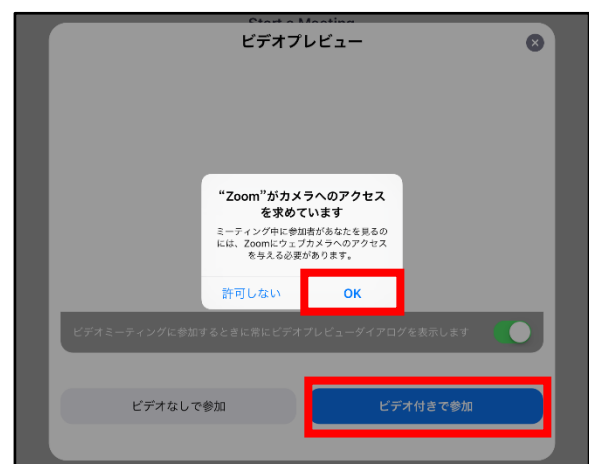 Start a Meeting
ビデオプレビュー
“Zoom”がカメラへのアクセス
を求めています
ミーティング中に参加者があなたを見るの
には、Zoomにウェブカメラへのアクセス
を与える必要があります。
許可しない OK
ビデオミーティングに参加するときに常にビデオプレビューダイアログを表示します
ビデオなしで参加 ビデオ付きで参加